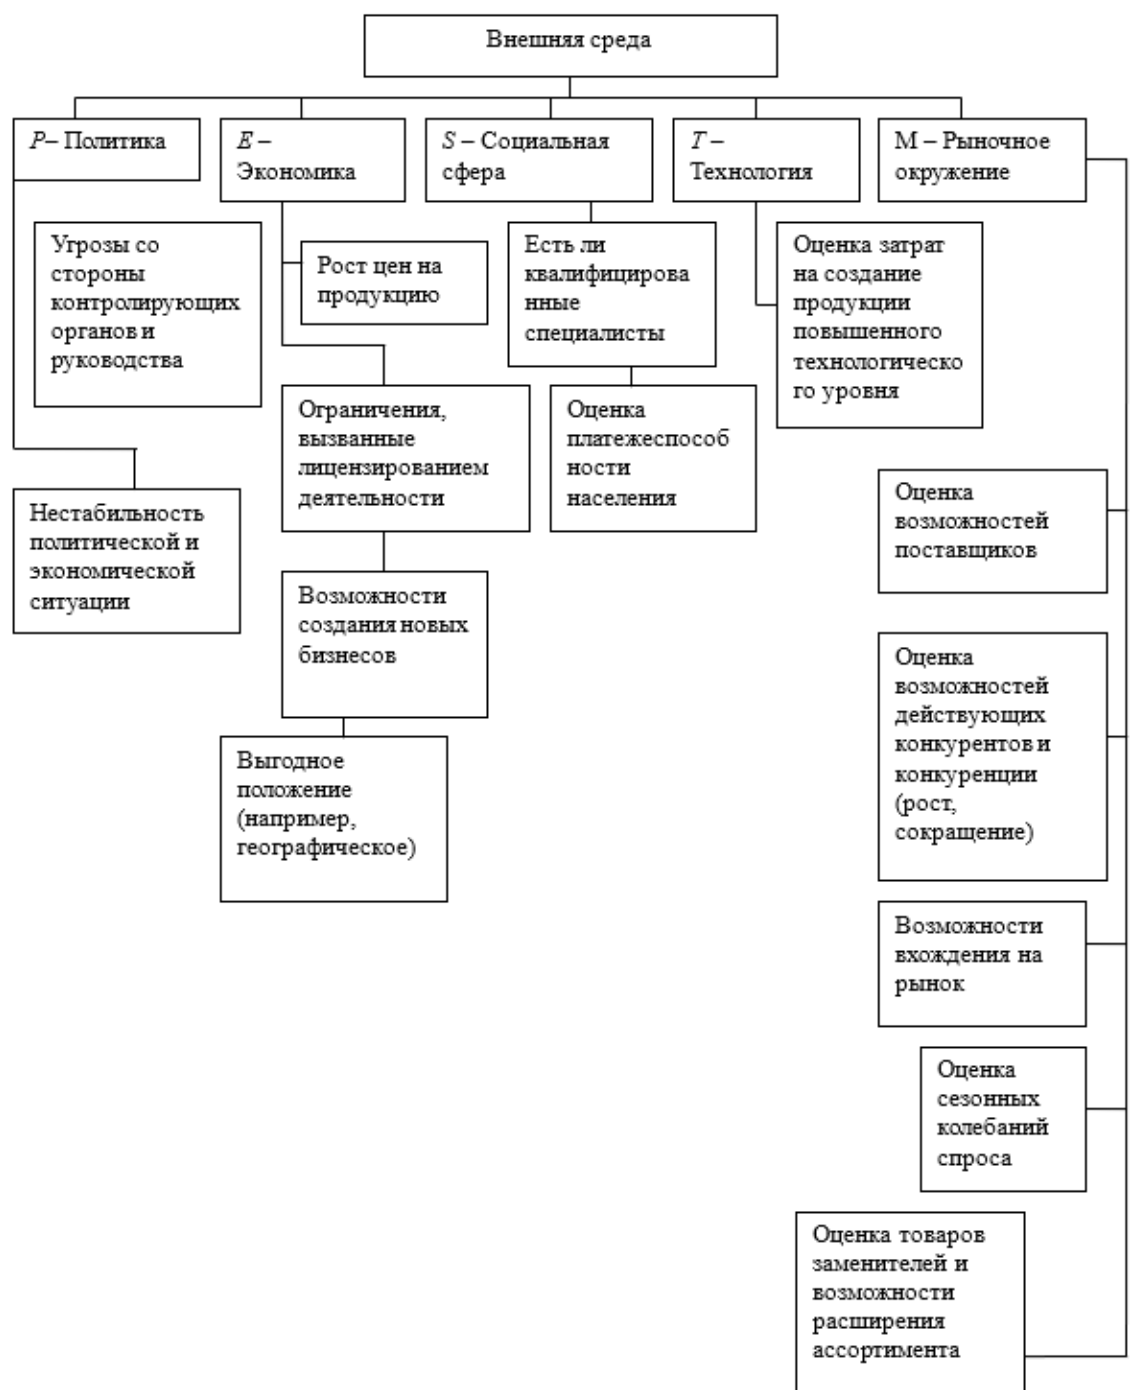 Внешняя среда
P– Политика
E –
Экономика
S – Социальная
сфера
T –
Технология
М – Рыночное
окружение
Угрозы со
стороны
контролирующих
органов и
руководства
Рост цен на
продукцию
Есть ли
квалифицирова
нные
специалисты
Оценка затрат
на создание
продукции
повышенного
технологическо
го уровня
Ограничения,
вызванные
лицензированием
деятельности
Оценка
платежеспособ
ности
населения
Нестабильность
политической и
экономической
ситуации
Оценка
возможностей
поставщиков
Возможности
создания новых
бизнесов
Оценка
возможностей
действующих
конкурентов и
конкуренции
(рост,
сокращение)
Выгодное
положение
(например,
географическое)
Возможности
вхождения на
рынок
Оценка
сезонных
колебаний
спроса
Оценка товаров
заменителей и
возможности
расширения
ассортимента